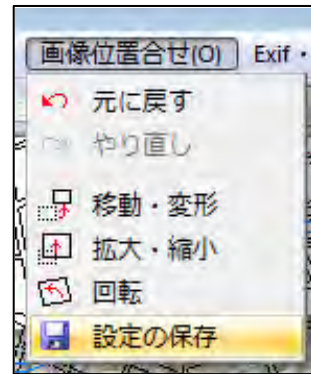 画像位置合せ(O) Exif・
元に戻す
やり直し
移動・変形
拡大・縮小
回転
設定の保存